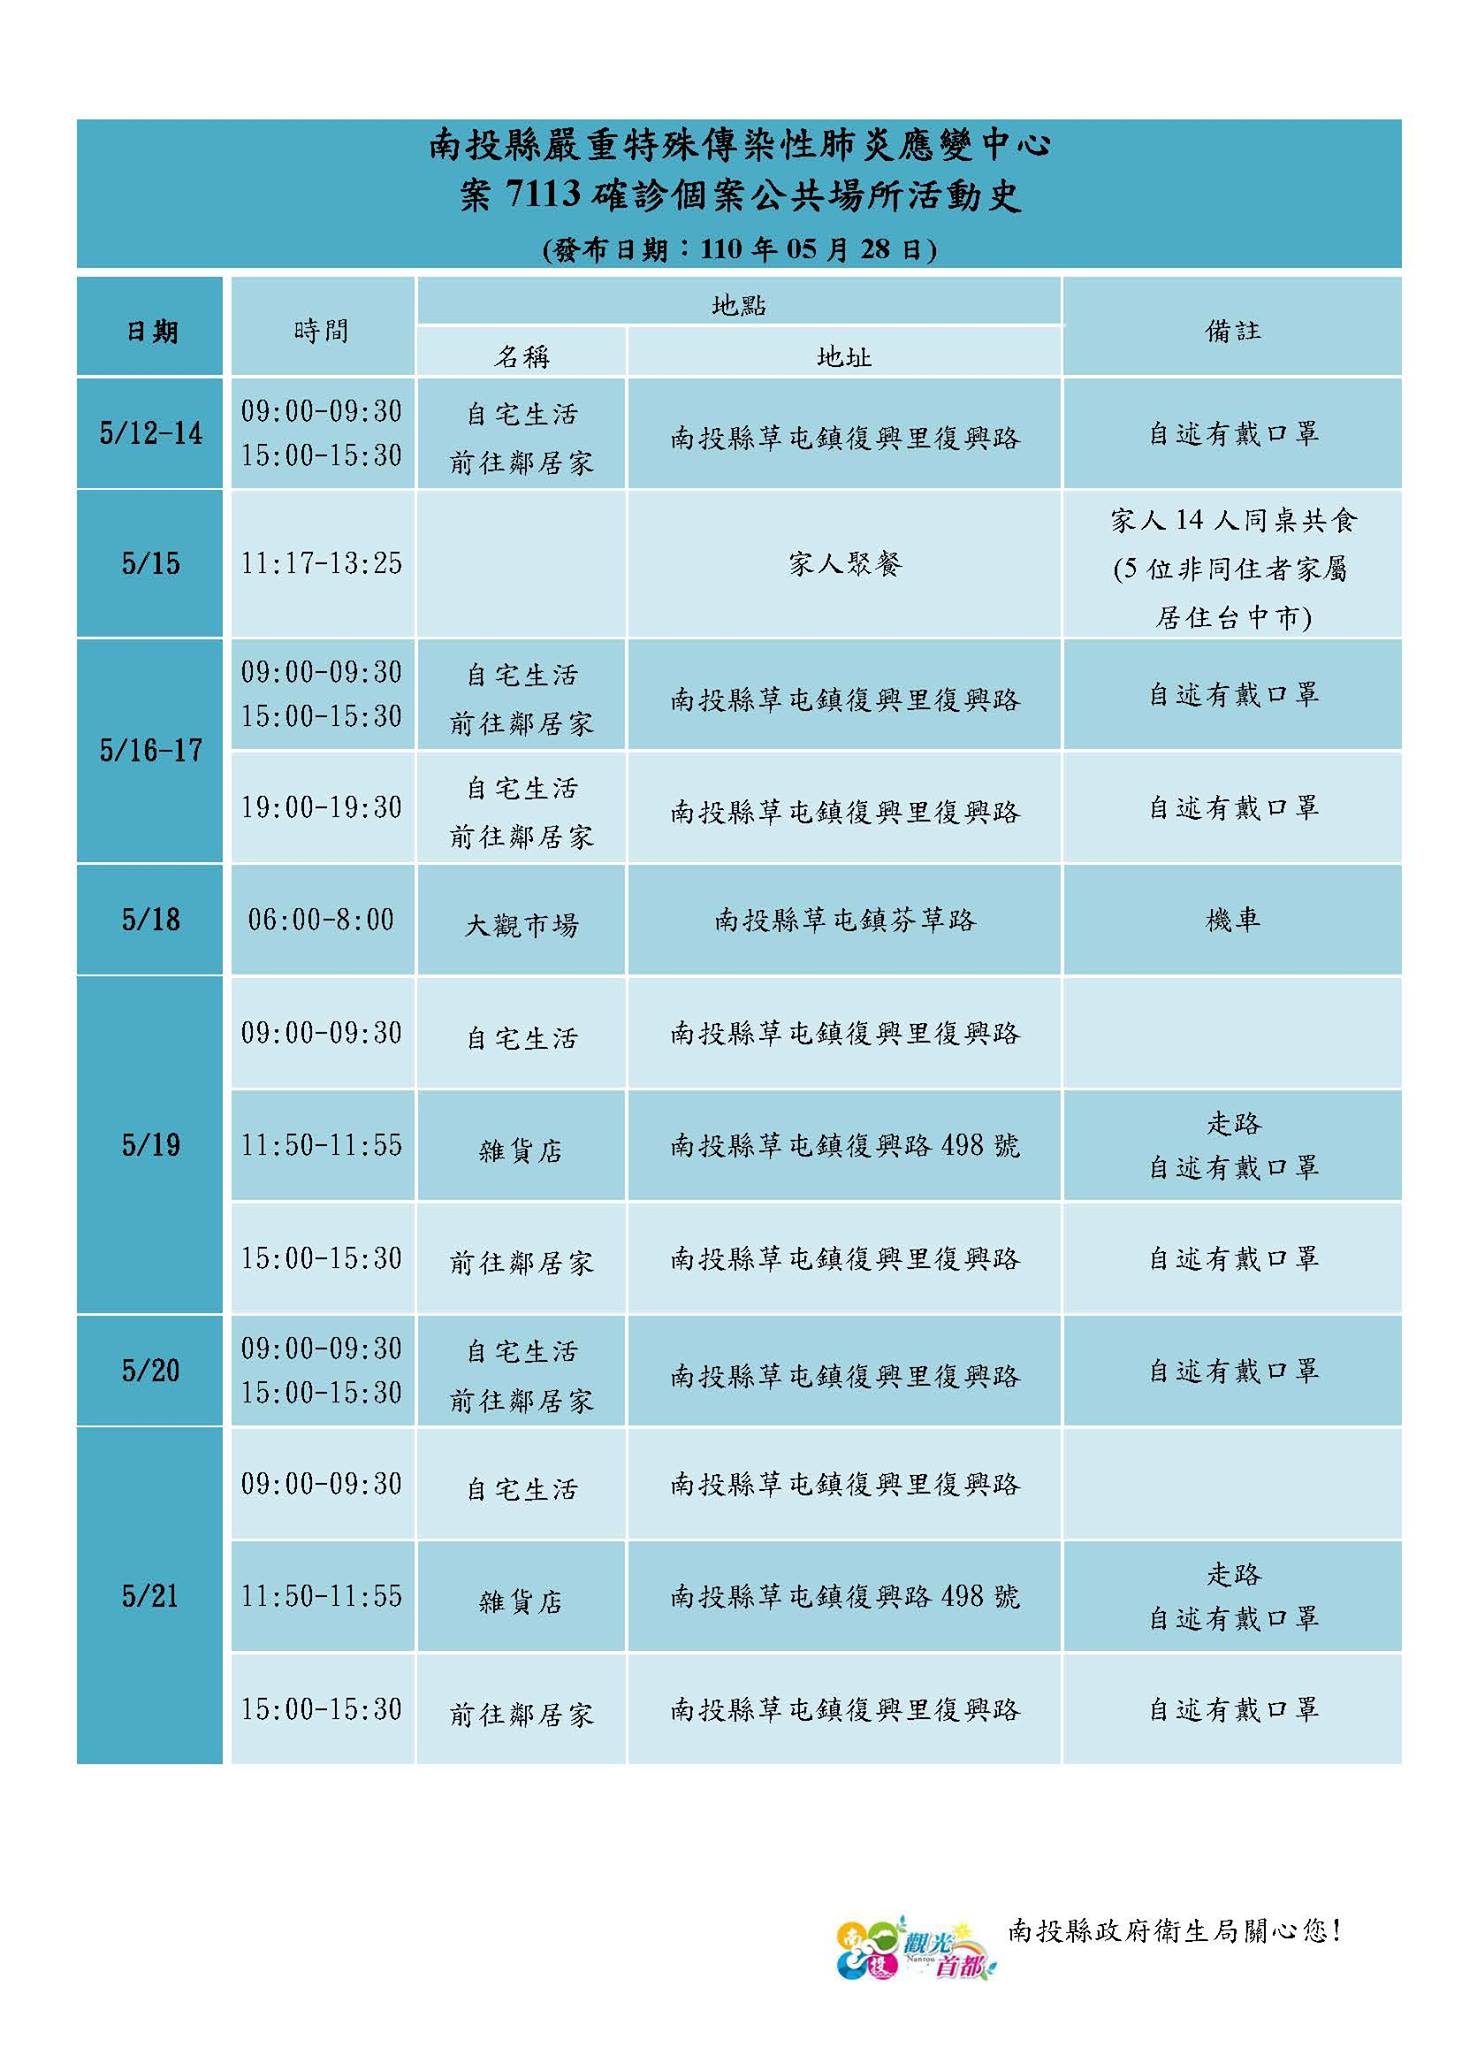 南投縣嚴重特殊傳染性肺炎應變中心
案 7113 確診個案公共場所活動史
(發布日期：110 年 05 月 28 日)
日期
時間
地點
備註
名稱
地址
5/12-14
09:00-09:30
15:00-15:30
自宅生活
前往鄰居家
南投縣草屯鎮復興里復興路
自述有戴口罩
5/15
11:17-13:25
家人聚餐
家人 14 人同桌共食
(5 位非同住者家屬
居住台中市)
5/16-17
09:00-09:30
15:00-15:30
自宅生活
前往鄰居家
南投縣草屯鎮復興里復興路
自述有戴口罩
19:00-19:30
自宅生活
前往鄰居家
南投縣草屯鎮復興里復興路
自述有戴口罩
5/18
06:00-8:00
大觀市場
南投縣草屯鎮芬草路
機車
5/19
09:00-09:30
自宅生活
南投縣草屯鎮復興里復興路
11:50-11:55
雜貨店
南投縣草屯鎮復興路 498 號
走路
自述有戴口罩
15:00-15:30
前往鄰居家
南投縣草屯鎮復興里復興路
自述有戴口罩
5/20
09:00-09:30
15:00-15:30
自宅生活
前往鄰居家
南投縣草屯鎮復興里復興路
自述有戴口罩
5/21
09:00-09:30
自宅生活
南投縣草屯鎮復興里復興路
11:50-11:55
雜貨店
南投縣草屯鎮復興路 498 號
走路
自述有戴口罩
15:00-15:30
前往鄰居家
南投縣草屯鎮復興里復興路
自述有戴口罩
南投
觀光
Nantou
首都
南投縣政府衛生局關心您!